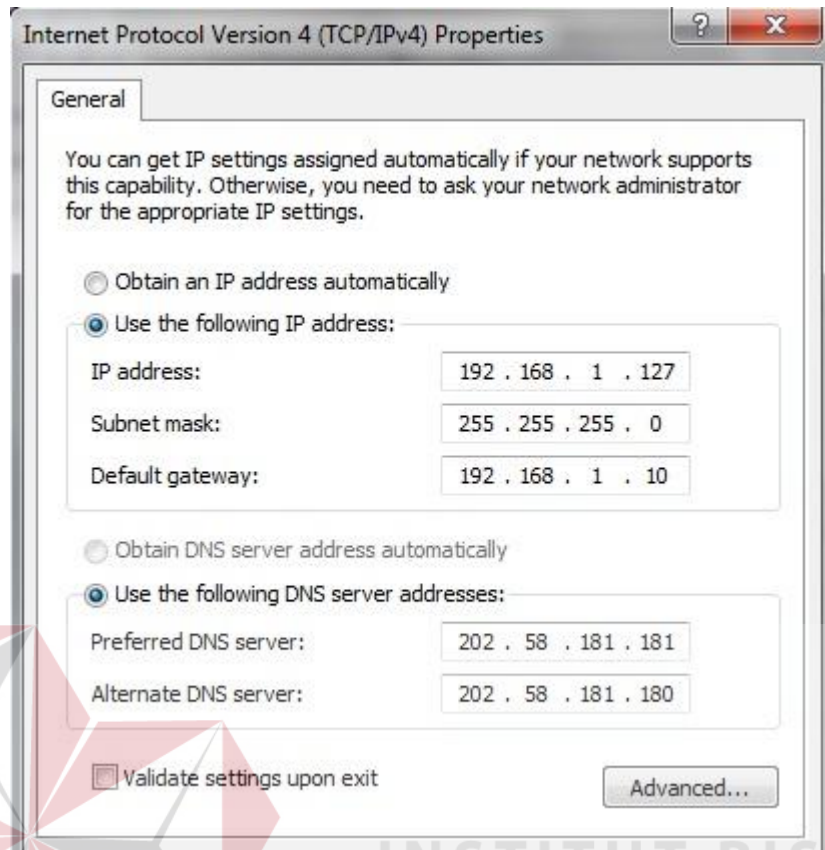 Internet Protocol Version 4 (TCP/IPv4) Properties
General
You can get IP settings assigned automatically if your network supports
this capability. Otherwise, you need to ask your network administrator
for the appropriate IP settings.
Obtain an IP address automatically
Use the following IP address:
IP address: 192 . 168 . 1 . 127
Subnet mask: 255 . 255 . 255 . 0
Default gateway: 192 . 168 . 1 . 10
Obtain DNS server address automatically
Use the following DNS server addresses:
Preferred DNS server: 202 . 58 . 181 . 181
Alternate DNS server: 202 . 58 . 181 . 180
Validate settings upon exit
Advanced...